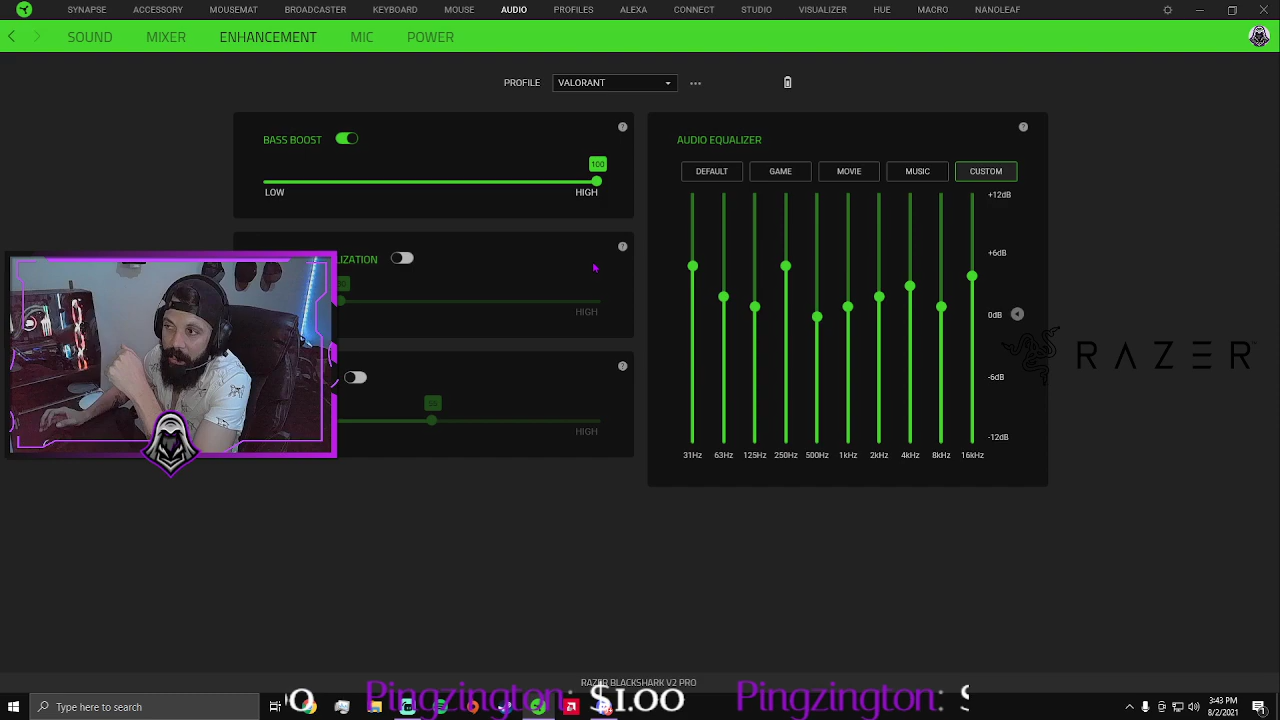 SYNAPSE ACCESSORY MOUSEMAT BROADCASTER KEYBOARD MOUSE AUDIO PROFILES ALEXA CONNECT STUDIO VISUALIZER HUE MACRO NANOLEAF
SOUND MIXER ENHANCEMENT MIC POWER
PROFILE VALORANT
BASS BOOST
100
LOW HIGH
LIZATION
HIGH
HIGH
AUDIO EQUALIZER
DEFAULT GAME MOVIE MUSIC CUSTOM
+12dB
+6dB
0dB
-6dB
-12dB
31Hz 63Hz 125Hz 250Hz 500Hz 1kHz 2kHz 4kHz 8kHz 16kHz
RAZER
RAZER BLACKSHARK V2 PRO
Pingzington: $1.00 Pingzington:
Type here to search
3:43 PM
8/2/2021